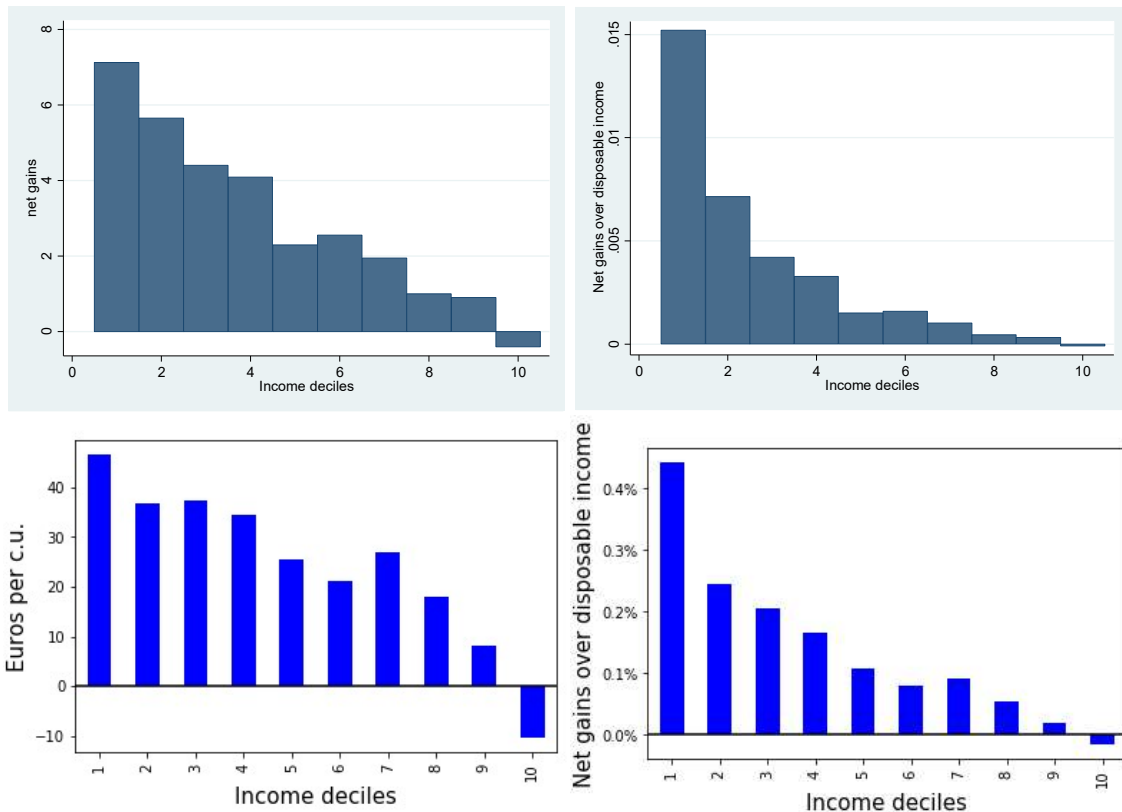 net gains
8
6
4
2
0
0 2 4 6 8 10
Income deciles
Net gains over disposable income
.015
.01
.005
0
0 2 4 6 8 10
Income deciles
Euros per c.u.
40
30
20
10
0
−10
1 2 3 4 5 6 7 8 9 10
Income deciles
Net gains over disposable income
0.4%
0.3%
0.2%
0.1%
0.0%
1 2 3 4 5 6 7 8 9 10
Income deciles